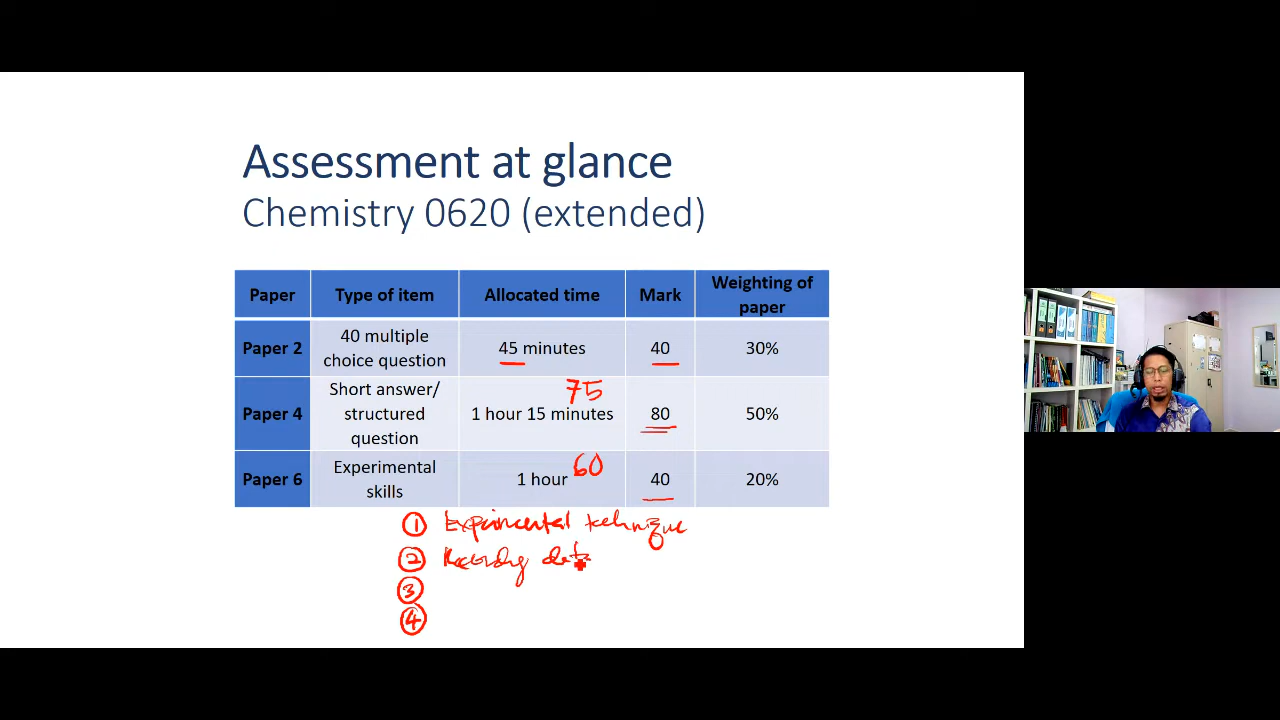 Assessment at glance
Chemistry 0620 (extended)
Paper Type of item Allocated time Mark Weighting of paper
Paper 2 40 multiple choice question 45 minutes 40 30%
75
Paper 4 Short answer/ structured question 1 hour 15 minutes 80 50%
60
Paper 6 Experimental skills 1 hour 40 20%
1 Experimental technique
2 Recording dat
3
4